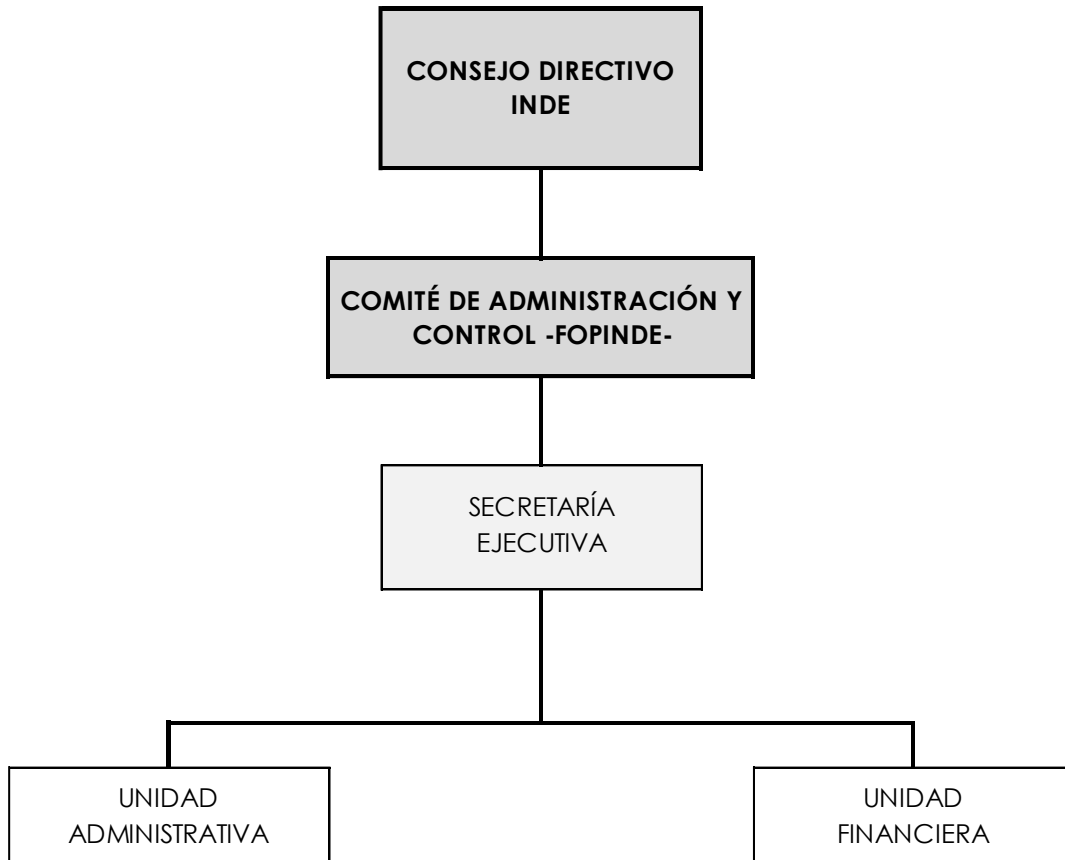 CONSEJO DIRECTIVO
INDE
COMITÉ DE ADMINISTRACIÓN Y
CONTROL -FOPINDE-
SECRETARÍA
EJECUTIVA
UNIDAD
ADMINISTRATIVA
UNIDAD
FINANCIERA